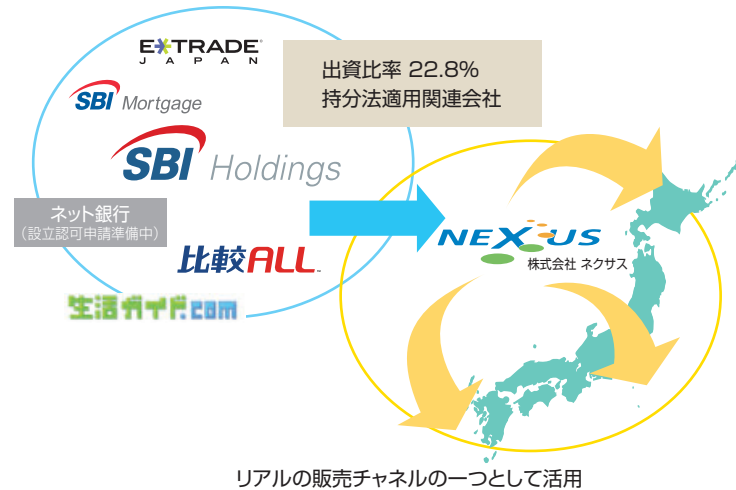 E*TRADE
JAPAN
出資比率 22.8%
持分法適用関連会社
SBI Mortgage
SBI Holdings
ネット銀行
（設立認可申請準備中）
NEXUS
株式会社 ネクサス
比較ALL
生活ガイド.com
リアルの販売チャネルの一つとして活用